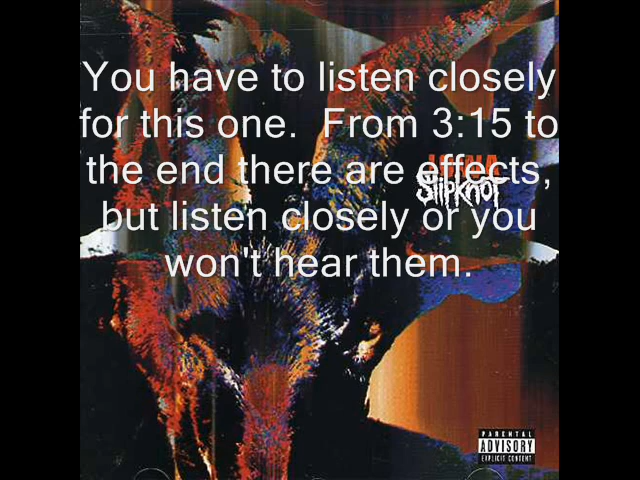 You have to listen closely
for this one.  From 3:15 to
the end there are effects,
but listen closely or you
won't hear them.
IOWA
Slipknot
PARENTAL
ADVISORY
EXPLICIT CONTENT